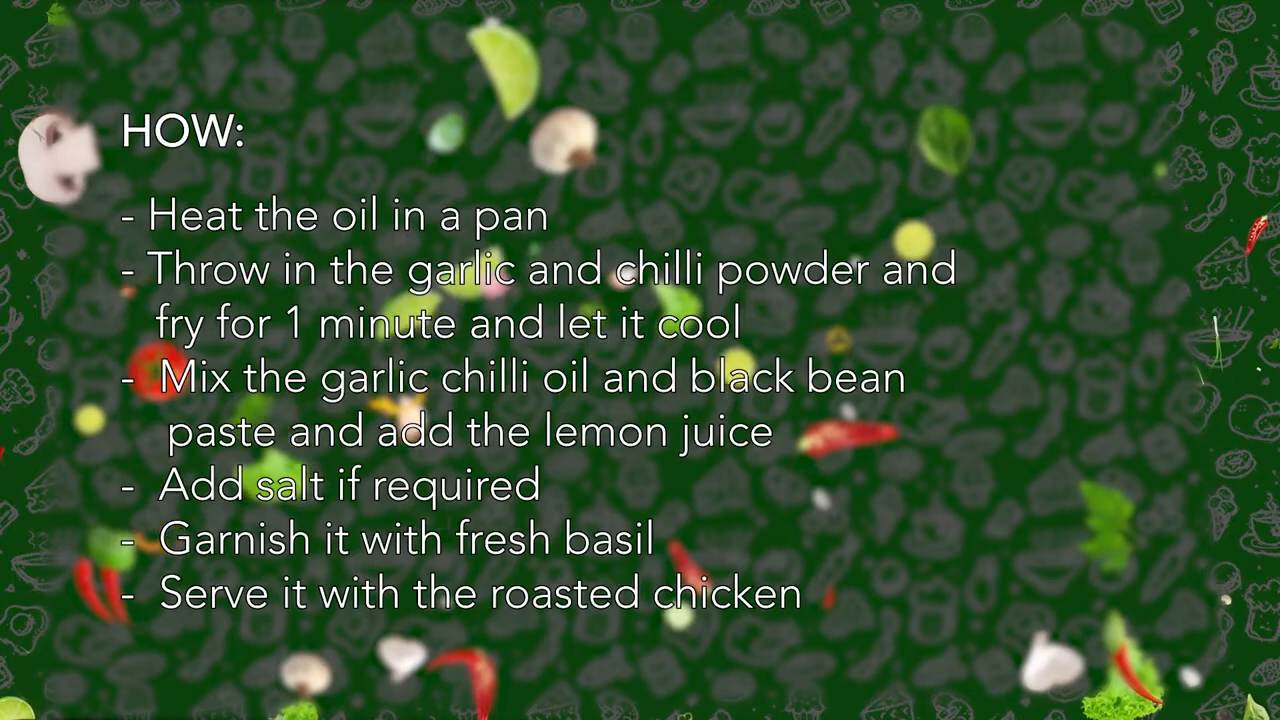 HOW:
- Heat the oil in a pan
- Throw in the garlic and chilli powder and
fry for 1 minute and let it cool
- Mix the garlic chilli oil and black bean
paste and add the lemon juice
- Add salt if required
- Garnish it with fresh basil
- Serve it with the roasted chicken